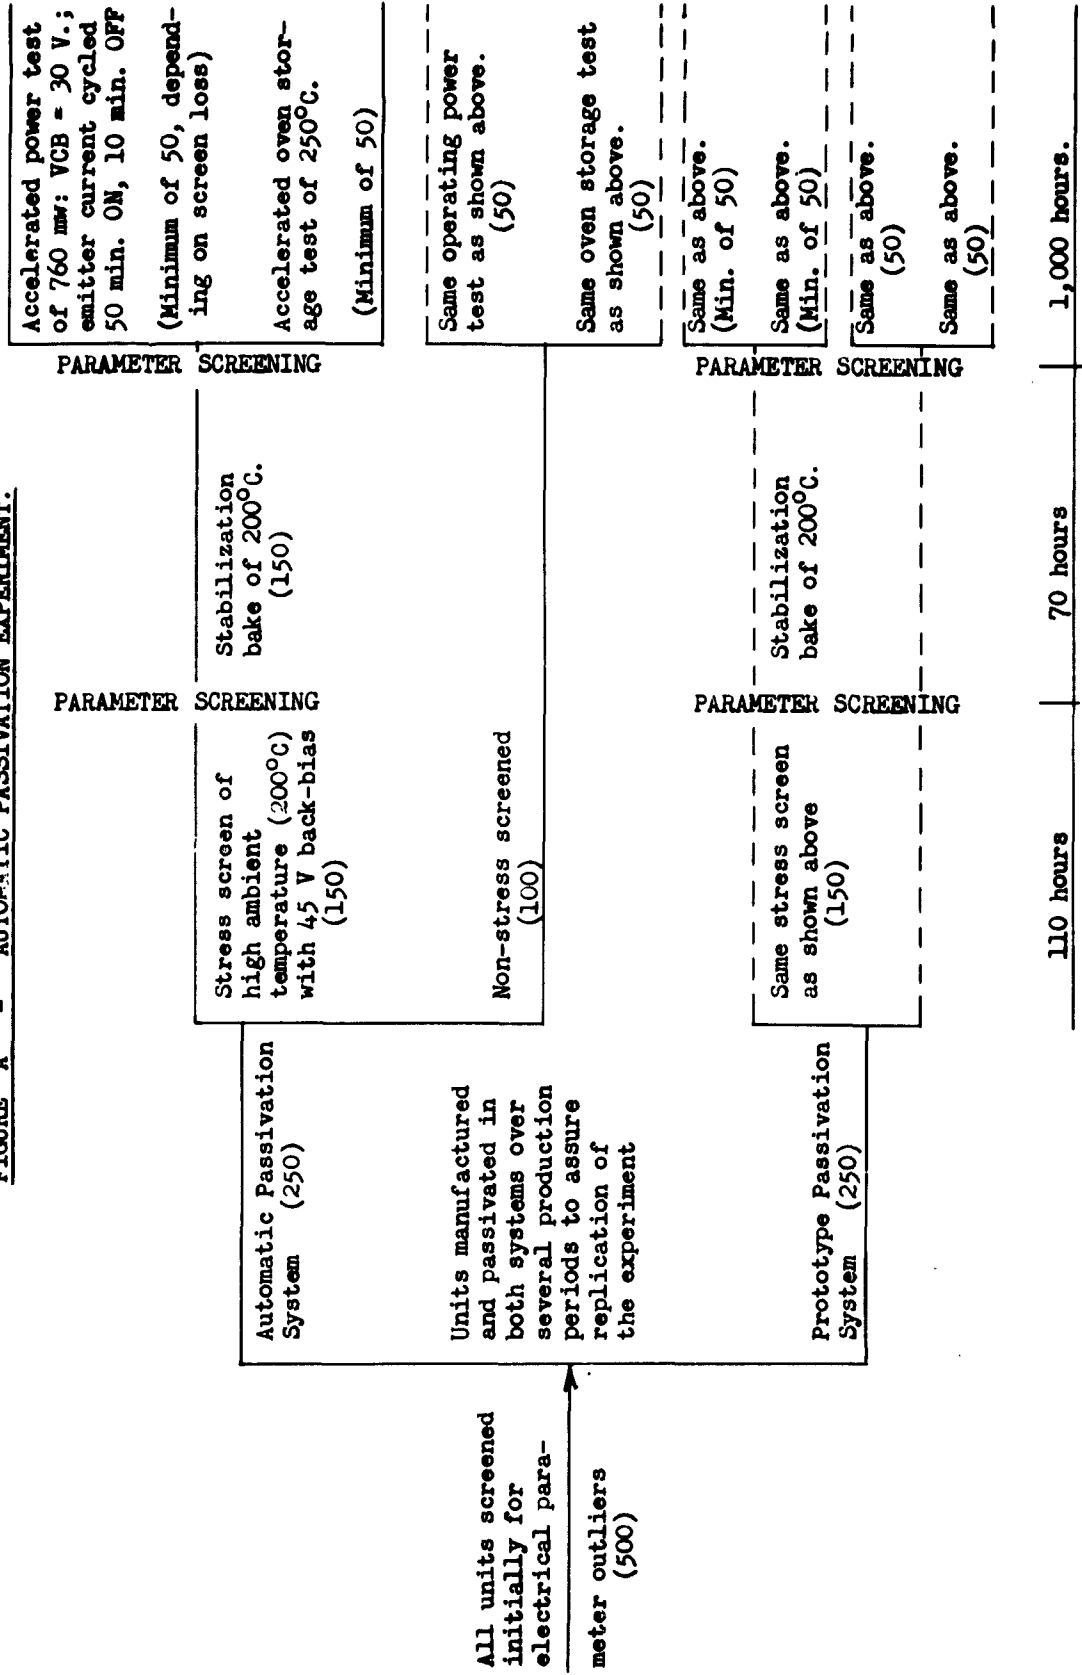 FIGURE A - AUTOMATIC PASSIVATION EXPERIMENT.
All units screened
initially for
electrical para-
meter outliers
(500)
Automatic Passivation
System (250)
Units manufactured
and passivated in
both systems over
several production
periods to assure
replication of
the experiment
Prototype Passivation
System (250)
Stress screen of
high ambient
temperature (200°C)
with 45 V back-bias
(150)
Non-stress screened
(100)
Same stress screen
as shown above
(150)
PARAMETER SCREENING
PARAMETER SCREENING
Stabilization
bake of 200°C.
(150)
Stabilization
bake of 200°C.
PARAMETER SCREENING
PARAMETER SCREENING
Accelerated power test
of 760 mw: VCB = 30 V.;
emitter current cycled
50 min. ON, 10 min. OFF
(Minimum of 50, depend-
ing on screen loss)
Accelerated oven stor-
age test of 250°C.
(Minimum of 50)
Same operating power
test as shown above.
(50)
Same oven storage test
as shown above.
(50)
Same as above.
(Min. of 50)
Same as above.
(Min. of 50)
Same as above.
(50)
Same as above.
(50)
110 hours
70 hours
1,000 hours.